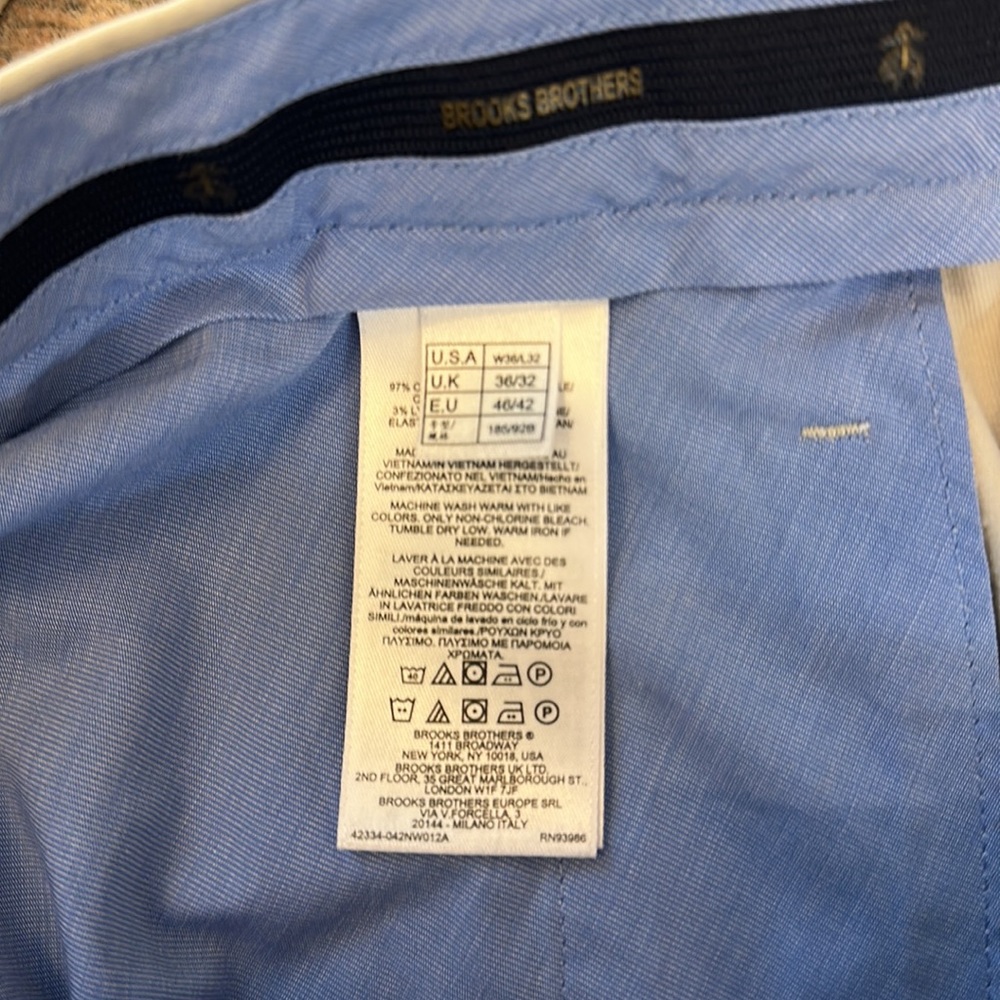 BROOKS BROTHERS
U.S.A W36/L32
U.K 36/32
E.U 46/42
185/92B
97% C
3% L
ELAS
VIETNAM/IN VIETNAM HERGESTELLT/
CONFEZIONATO NEL VIETNAM/Hecho en
Vietnam/ΚΑΤΑΣΚΕΥΑΖΕΤΑΙ ΣΤΟ ΒΙΕΤΝΑΜ
MACHINE WASH WARM WITH LIKE
COLORS. ONLY NON-CHLORINE BLEACH.
TUMBLE DRY LOW. WARM IRON IF
NEEDED.
LAVER À LA MACHINE AVEC DES
COULEURS SIMILAIRES./
MASCHINENWÄSCHE KALT. MIT
ÄHNLICHEN FARBEN WASCHEN./LAVARE
IN LAVATRICE FREDDO CON COLORI
SIMILI./máquina de lavado en ciclo frío y con
colores similares./ΡΟΥΧΩΝ ΚΡΥΟ
ΠΛΥΣΙΜΟ. ΠΛΥΣΙΜΟ ΜΕ ΠΑΡΟΜΟΙΑ
ΧΡΩΜΑΤΑ.
40 P
P
BROOKS BROTHERS ®
1411 BROADWAY
NEW YORK, NY 10018, USA
BROOKS BROTHERS UK LTD.
2ND FLOOR, 35 GREAT MARLBOROUGH ST.,
LONDON W1F 7JF
BROOKS BROTHERS EUROPE SRL
VIA V.FORCELLA, 3
20144 - MILANO ITALY
42334-042NW012A RN93986